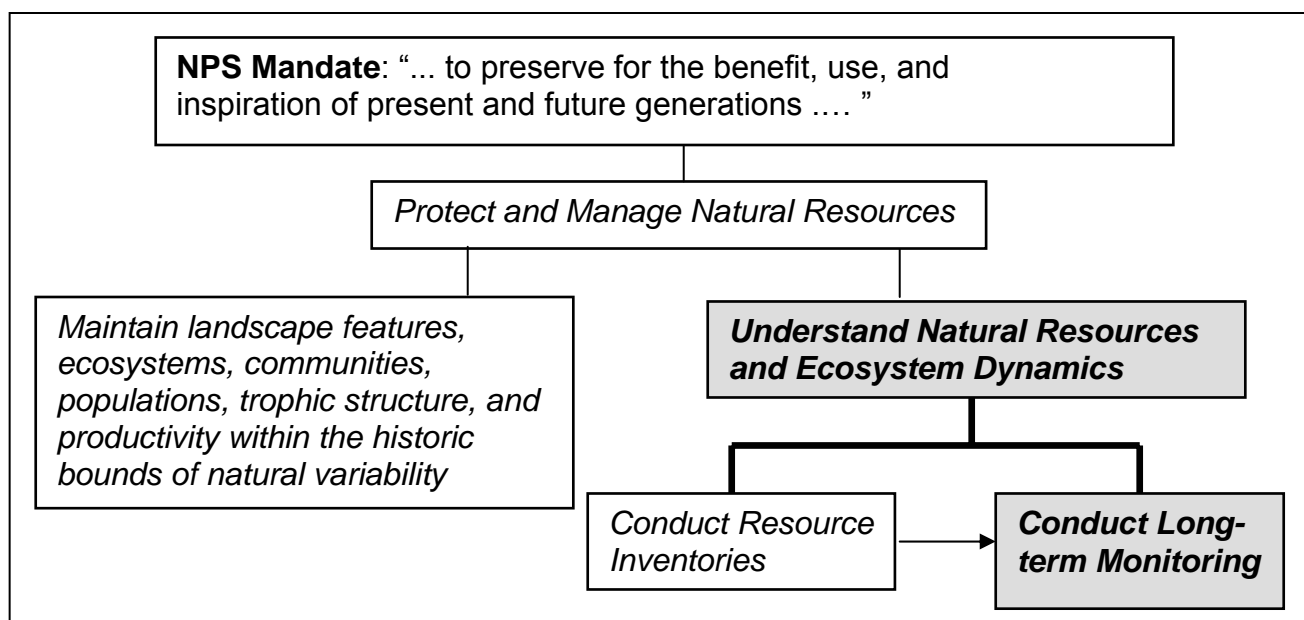 NPS Mandate: “... to preserve for the benefit, use, and
inspiration of present and future generations .… ”
Protect and Manage Natural Resources
Maintain landscape features,
ecosystems, communities,
populations, trophic structure, and
productivity within the historic
bounds of natural variability
Understand Natural Resources
and Ecosystem Dynamics
Conduct Resource
Inventories
Conduct Long-
term Monitoring